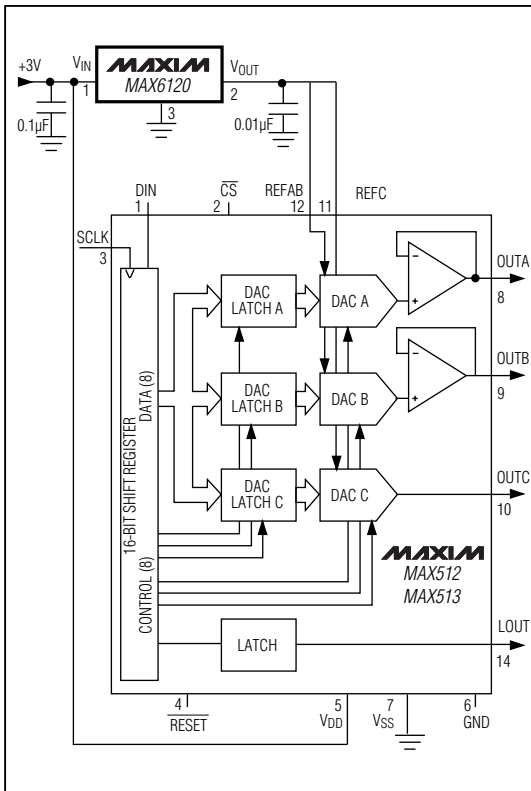 +3V
VIN
1
MAXIM
MAX6120
VOUT
2
3
0.1µF
0.01µF
DIN
1
CS
2
REFAB
12
11
REFC
SCLK
3
16-BIT SHIFT REGISTER
DATA (8)
CONTROL (8)
DAC
LATCH A
DAC A
-
+
OUTA
8
DAC
LATCH B
DAC B
-
+
OUTB
9
DAC
LATCH C
DAC C
OUTC
10
MAXIM
MAX512
MAX513
LATCH
LOUT
14
4
RESET
5
VDD
7
VSS
6
GND